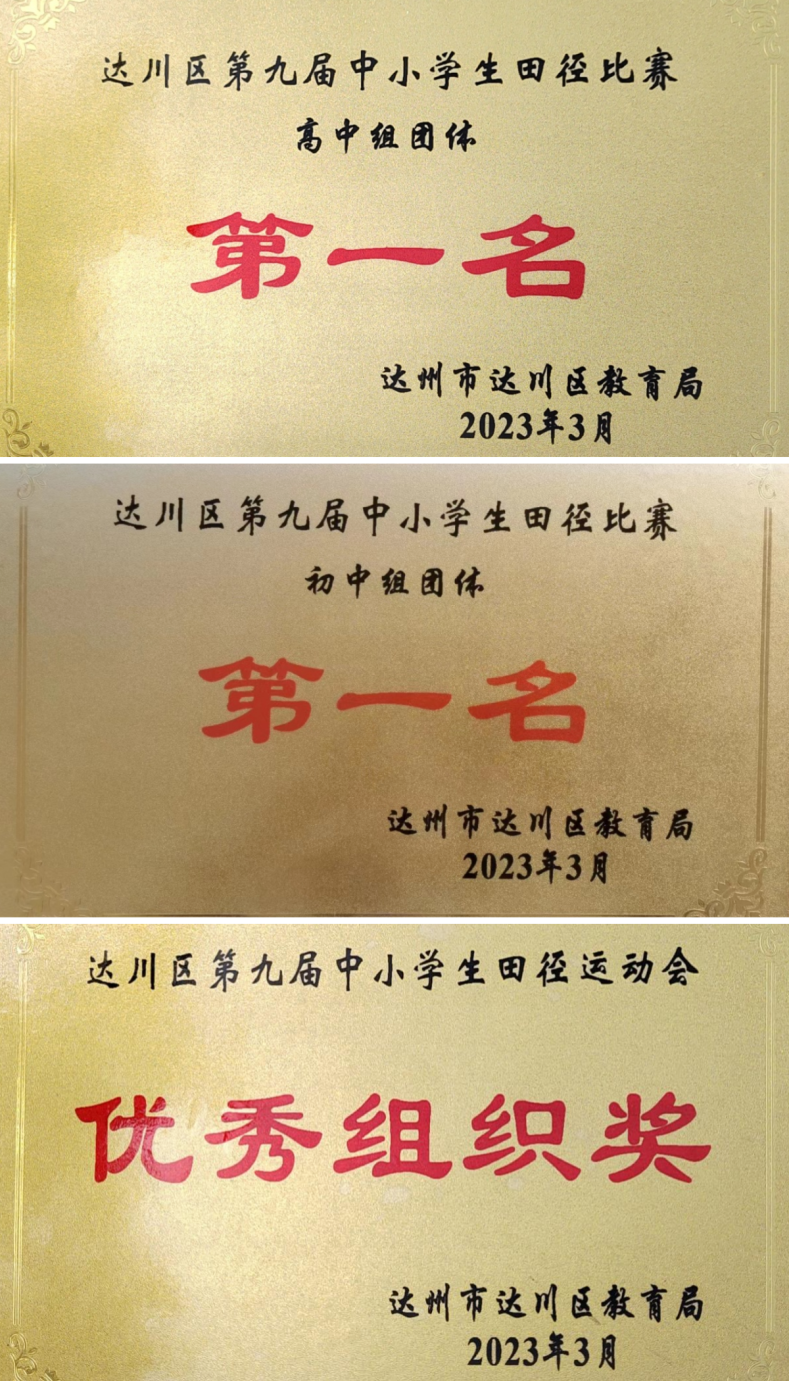 达川区第九届中小学生田径比赛
高中组团体
第一名
达州市达川区教育局
2023年3月
达川区第九届中小学生田径比赛
初中组团体
第一名
达州市达川区教育局
2023年3月
达川区第九届中小学生田径运动会
优秀组织奖
达州市达川区教育局
2023年3月